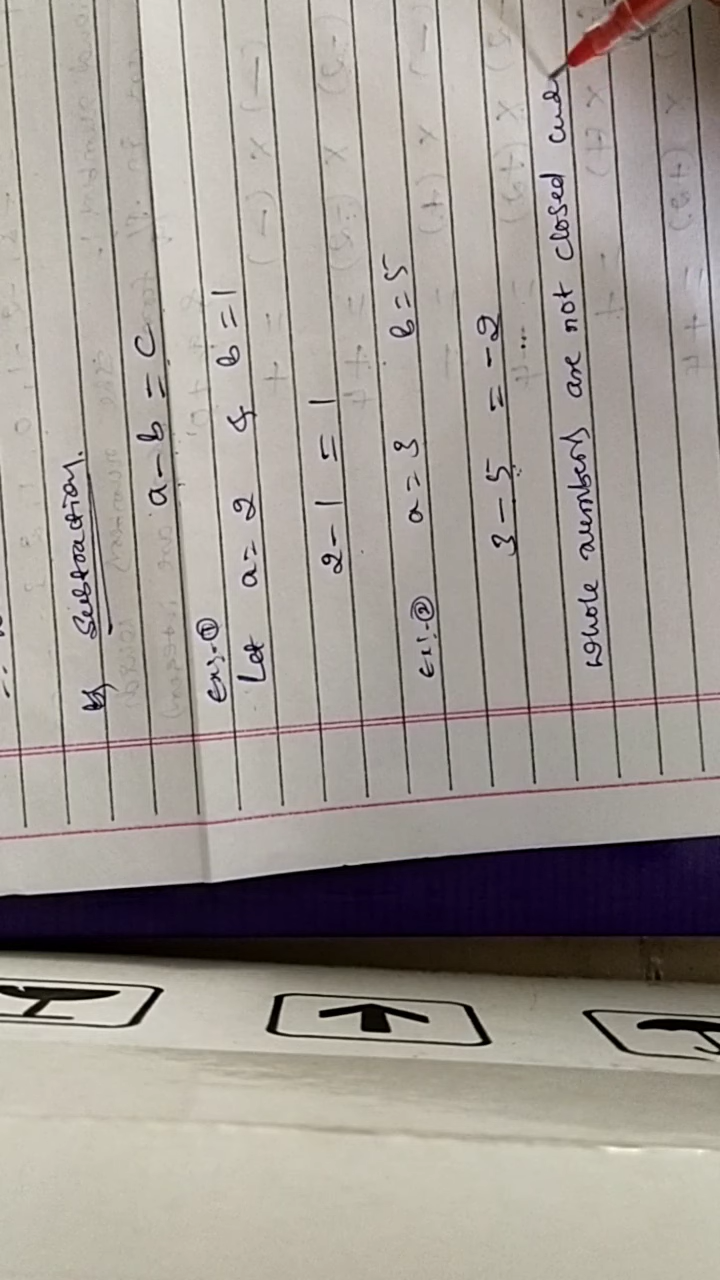 Subtraction.
a - b = c
Ex:-①
Let a = 2 & b = 1
2 - 1 = 1
Ex:-② a = 3 b = 5
3 - 5 = -2
Whole numbers are not closed und